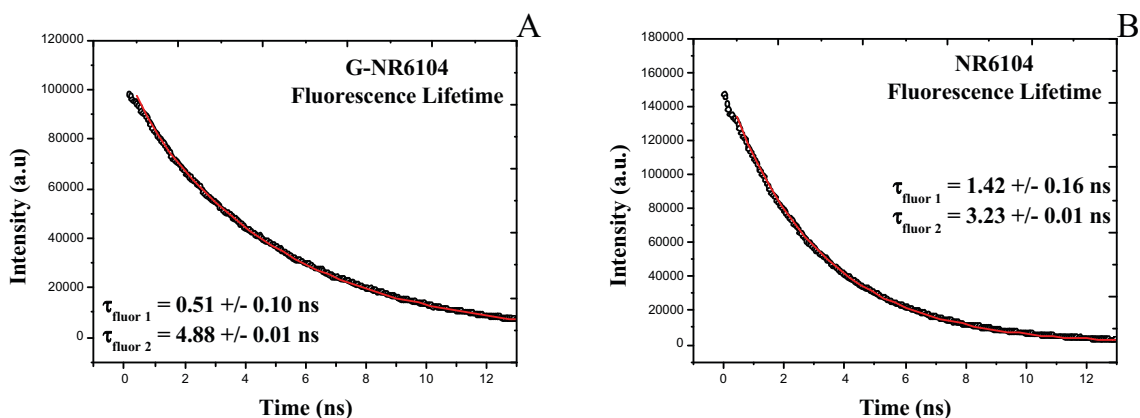 A
G-NR6104
Fluorescence Lifetime
120000
100000
80000
60000
40000
20000
0
Intensity (a.u)
τfluor 1 = 0.51 +/- 0.10 ns
τfluor 2 = 4.88 +/- 0.01 ns
0 2 4 6 8 10 12
Time (ns)
B
NR6104
Fluorescence Lifetime
180000
160000
140000
120000
100000
80000
60000
40000
20000
0
Intensity (a.u.)
τfluor 1 = 1.42 +/- 0.16 ns
τfluor 2 = 3.23 +/- 0.01 ns
0 2 4 6 8 10 12
Time (ns)